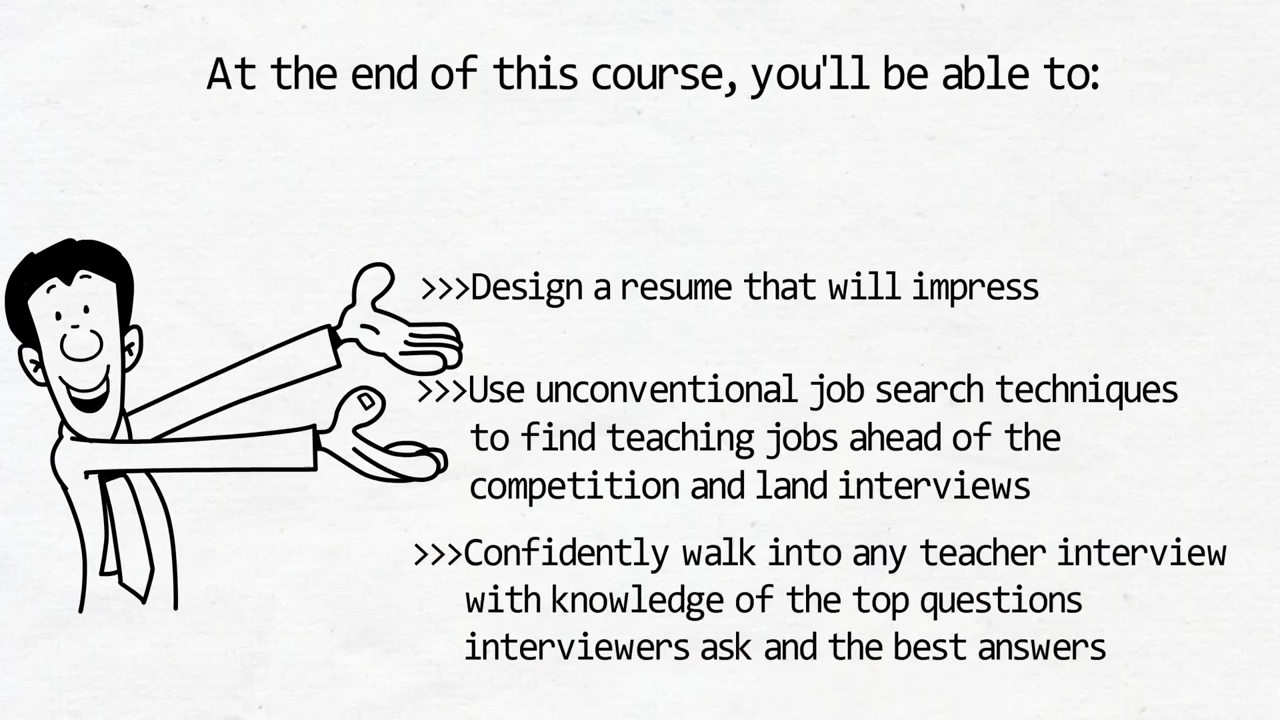 At the end of this course, you'll be able to:
>>>Design a resume that will impress
>>>Use unconventional job search techniques
to find teaching jobs ahead of the
competition and land interviews
>>>Confidently walk into any teacher interview
with knowledge of the top questions
interviewers ask and the best answers